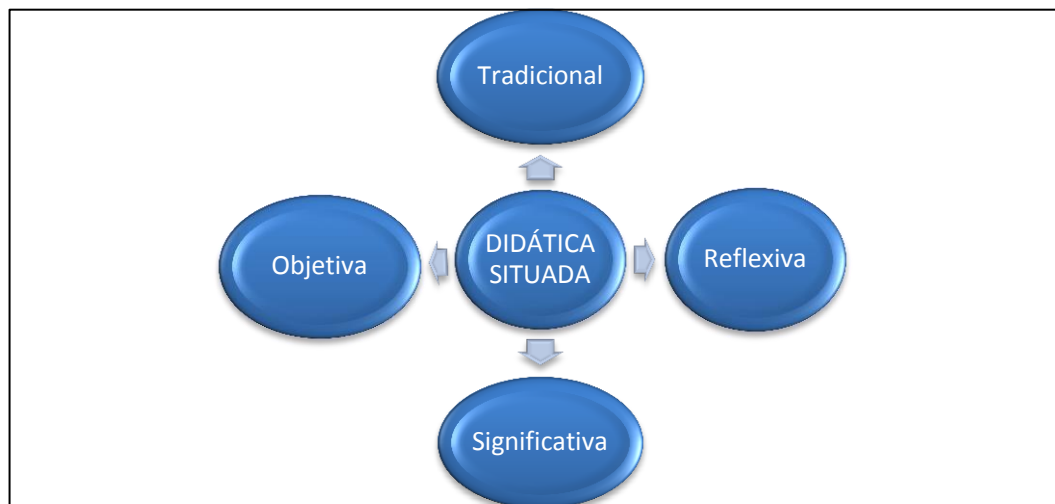 Tradicional
Objetiva
DIDÁTICA
SITUADA
Reflexiva
Significativa